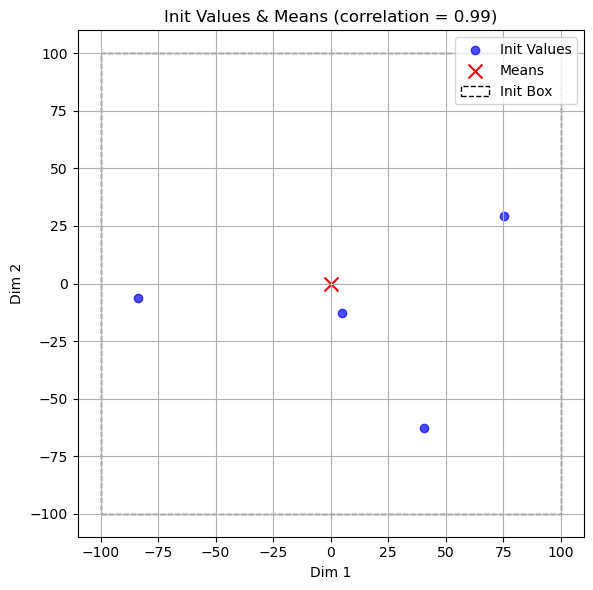 Init Values & Means (correlation = 0.99)
Init Values
Means
Init Box
100
75
50
25
0
−25
−50
−75
−100
Dim 2
−100 −75 −50 −25 0 25 50 75 100
Dim 1